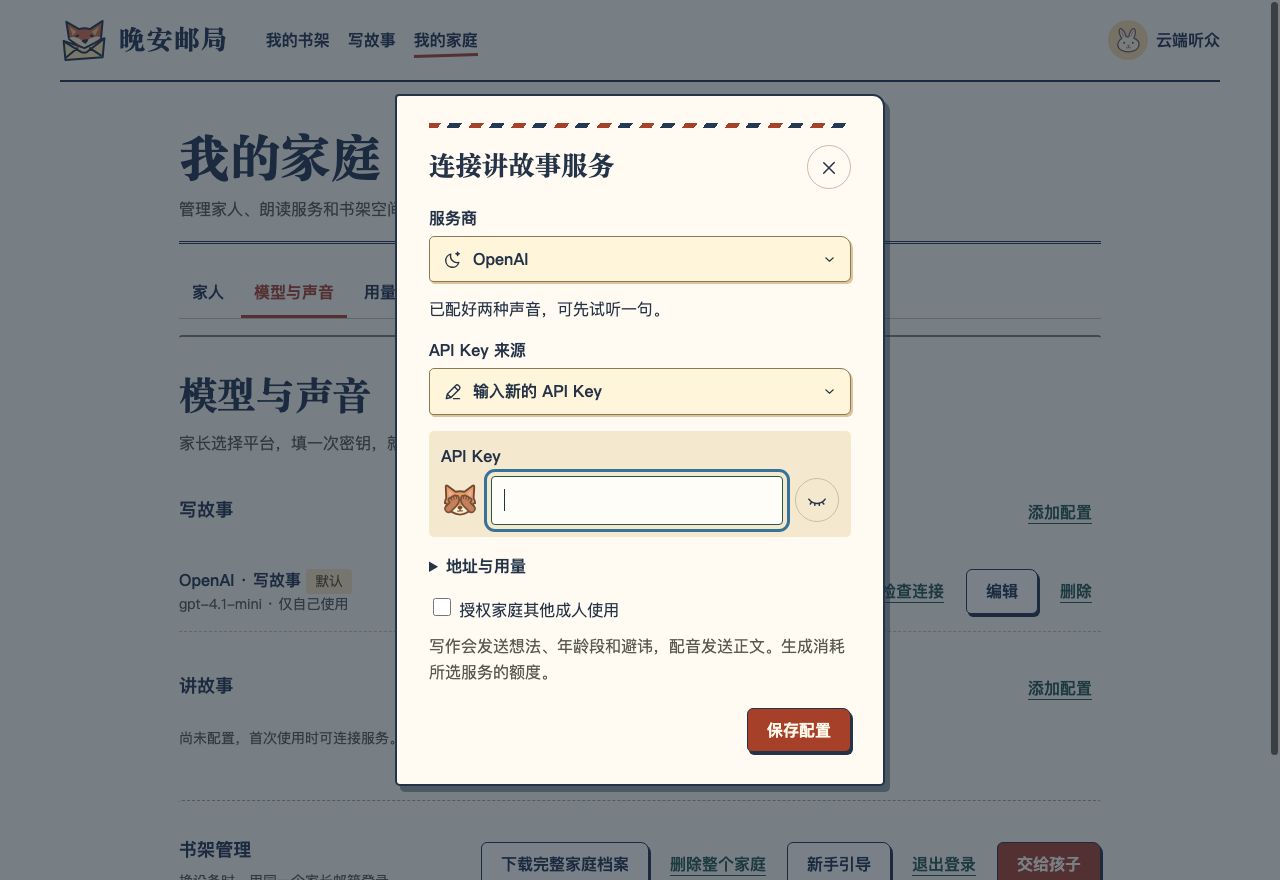 晚安邮局
我的书架 写故事 我的家庭
云端听众
我的家庭
管理家人、朗读服务和书架空间
家人 模型与声音 用量
模型与声音
家长选择平台，填一次密钥，
写故事
添加配置
OpenAI · 写故事 默认
gpt-4.1-mini · 仅自己使用
检查连接 编辑 删除
讲故事
添加配置
尚未配置，首次使用时可连接服务。
书架管理
下载完整家庭档案 删除整个家庭 新手引导 退出登录 交给孩子
连接讲故事服务
服务商
OpenAI
已配好两种声音，可先试听一句。
API Key 来源
输入新的 API Key
API Key
地址与用量
授权家庭其他成人使用
写作会发送想法、年龄段和避讳，配音发送正文。生成消耗
所选服务的额度。
保存配置